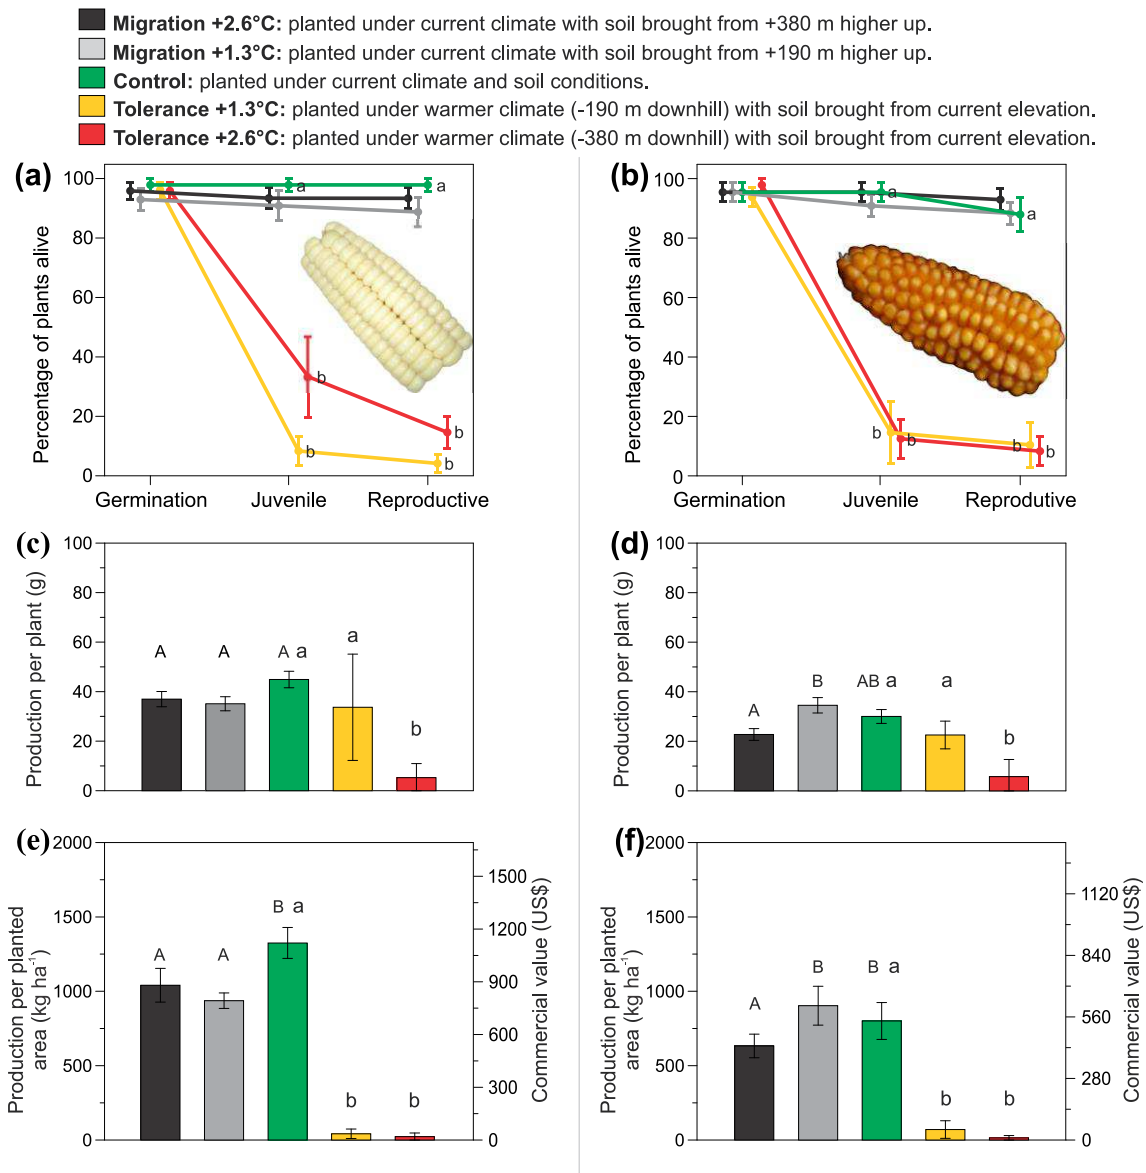 Migration +2.6°C: planted under current climate with soil brought from +380 m higher up.
Migration +1.3°C: planted under current climate with soil brought from +190 m higher up.
Control: planted under current climate and soil conditions.
Tolerance +1.3°C: planted under warmer climate (-190 m downhill) with soil brought from current elevation.
Tolerance +2.6°C: planted under warmer climate (-380 m downhill) with soil brought from current elevation.
(a)
Percentage of plants alive
100
80
60
40
20
0
a
a
b
b
b
b
Germination Juvenile Reproductive
(b)
Percentage of plants alive
100
80
60
40
20
0
a
a
b
b
b
b
Germination Juvenile Reproductive
(c)
Production per plant (g)
100
80
60
40
20
0
A A A a a b
(d)
Production per plant (g)
100
80
60
40
20
0
A B AB a a b
(e)
Production per planted
area (kg ha-1)
2000
1500
1000
500
0
A A B a b b
1500
1200
900
600
300
0
Commercial value (US$)
(f)
Production per planted
area (kg ha-1)
2000
1500
1000
500
0
A B B a b b
1120
840
560
280
0
Commercial value (US$)